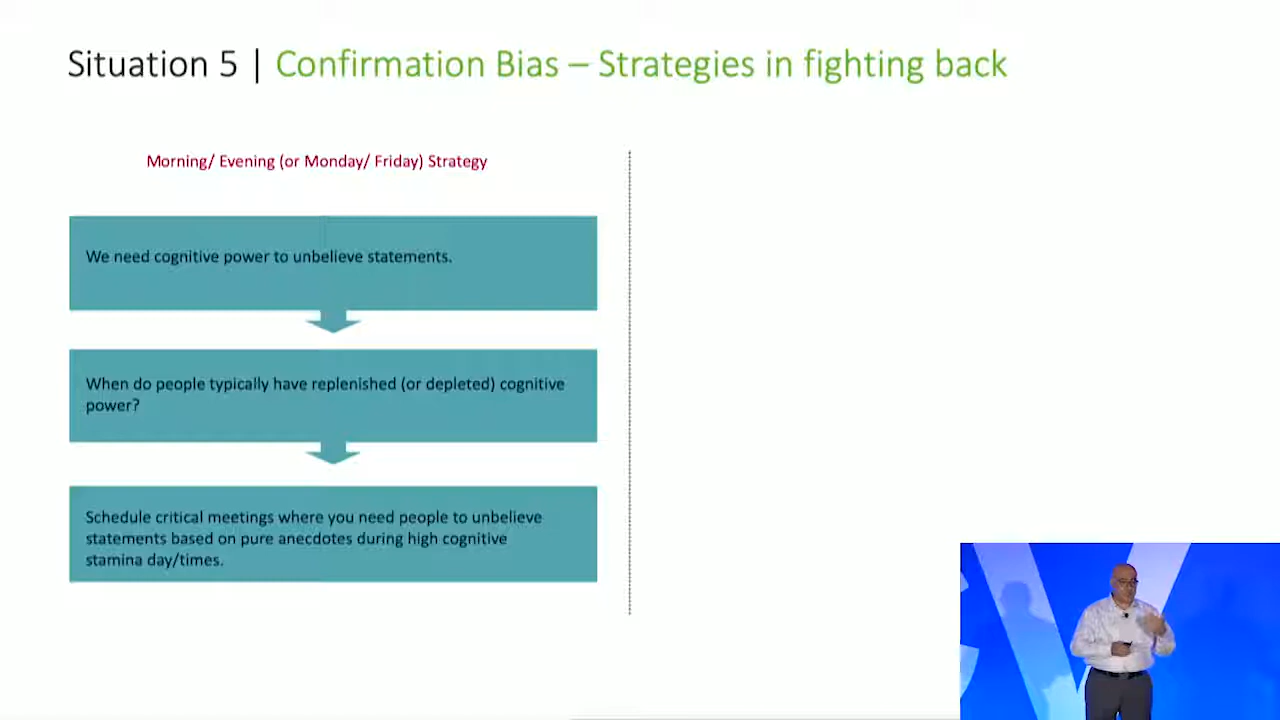 Situation 5 | Confirmation Bias – Strategies in fighting back
Morning/ Evening (or Monday/ Friday) Strategy
We need cognitive power to unbelieve statements.
When do people typically have replenished (or depleted) cognitive
power?
Schedule critical meetings where you need people to unbelieve
statements based on pure anecdotes during high cognitive
stamina day/times.